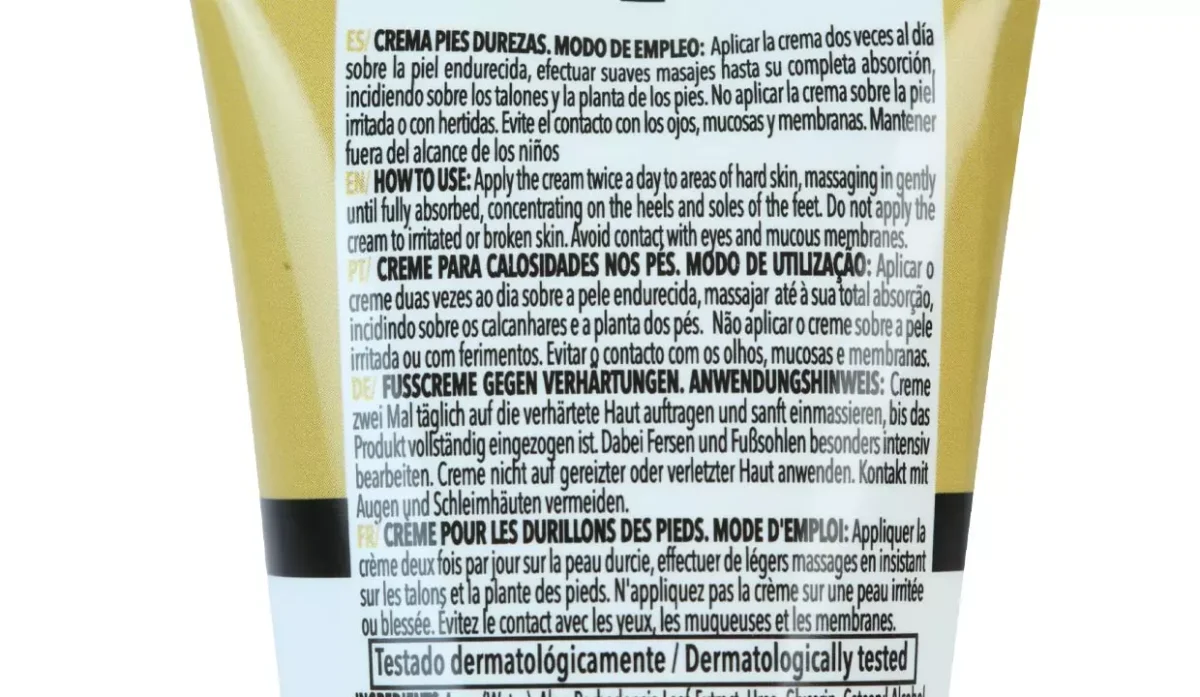 ES/ CREMA PIES DUREZAS. MODO DE EMPLEO: Aplicar la crema dos veces al día
sobre la piel endurecida, efectuar suaves masajes hasta su completa absorción,
incidiendo sobre los talones y la planta de los pies. No aplicar la crema sobre la piel
irritada o con hertidas. Evite el contacto con los ojos, mucosas y membranas. Mantener
fuera del alcance de los niños
EN/ HOW TO USE: Apply the cream twice a day to areas of hard skin, massaging in gently
until fully absorbed, concentrating on the heels and soles of the feet. Do not apply the
cream to irritated or broken skin. Avoid contact with eyes and mucous membranes.
PT/ CREME PARA CALOSIDADES NOS PÉS. MODO DE UTILIZAÇÃO: Aplicar o
creme duas vezes ao dia sobre a pele endurecida, massajar até à sua total absorção,
incidindo sobre os calcanhares e a planta dos pés. Não aplicar o creme sobre a pele
irritada ou com ferimentos. Evitar o contacto com os olhos, mucosas e membranas.
DE/ FUSSCREME GEGEN VERHÄRTUNGEN. ANWENDUNGSHINWEIS: Creme
zwei Mal täglich auf die verhärtete Haut auftragen und sanft einmassieren, bis das
Produkt vollständig eingezogen ist. Dabei Fersen und Fußsohlen besonders intensiv
bearbeiten. Creme nicht auf gereizter oder verletzter Haut anwenden. Kontakt mit
Augen und Schleimhäuten vermeiden.
FR/ CRÈME POUR LES DURILLONS DES PIEDS. MODE D'EMPLOI: Appliquer la
crème deux fois par jour sur la peau durcie, effectuer de légers massages en insistant
sur les talons et la plante des pieds. N'appliquez pas la crème sur une peau irritée
ou blessée. Évitez le contact avec les yeux, les muqueuses et les membranes.
Testado dermatológicamente / Dermatologically tested